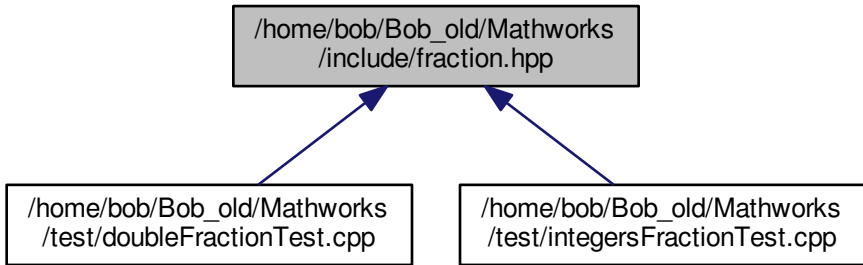 /home/bob/Bob_old/Mathworks
/include/fraction.hpp
/home/bob/Bob_old/Mathworks
/test/doubleFractionTest.cpp
/home/bob/Bob_old/Mathworks
/test/integersFractionTest.cpp